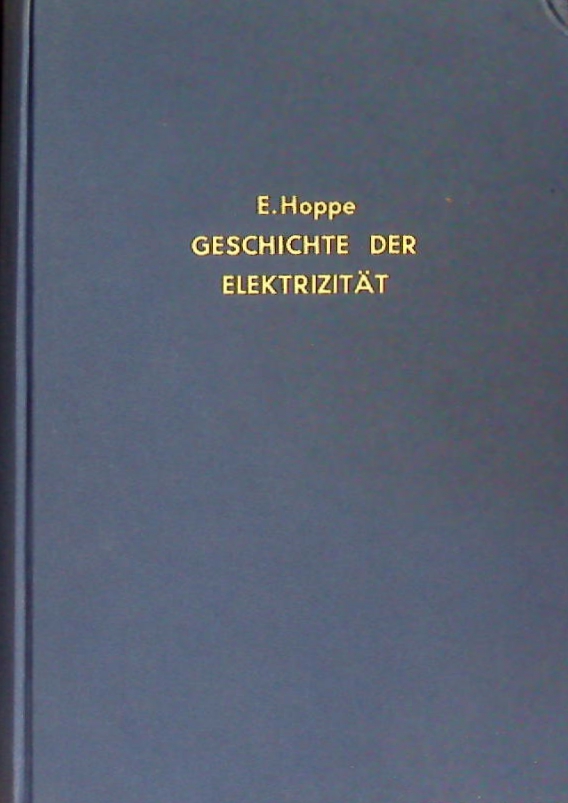 E. Hoppe
GESCHICHTE DER
ELEKTRIZITÄT